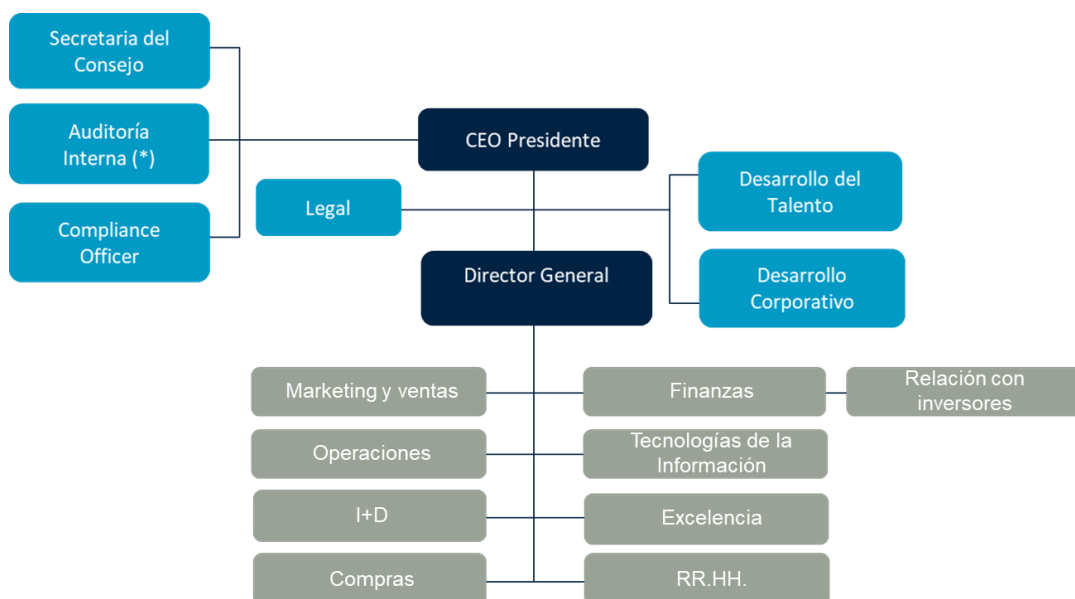 Secretaria del
Consejo
Auditoría
Interna (*)
Compliance
Officer
CEO Presidente
Legal
Desarrollo del
Talento
Desarrollo
Corporativo
Director General
Marketing y ventas
Finanzas
Relación con
inversores
Operaciones
Tecnologías de la
Información
I+D
Excelencia
Compras
RR.HH.